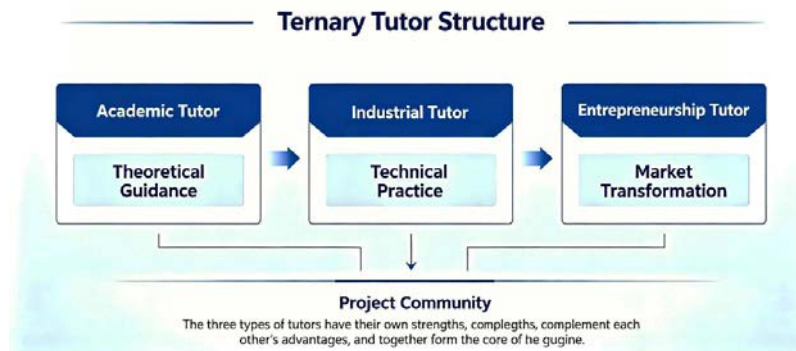 Ternary Tutor Structure
Academic Tutor
Theoretical
Guidance
Industrial Tutor
Technical
Practice
Entrepreneurship Tutor
Market
Transformation
Project Community
The three types of tutors have their own strengths, complegths, complement each
other's advantages, and together form the core of he gugine.